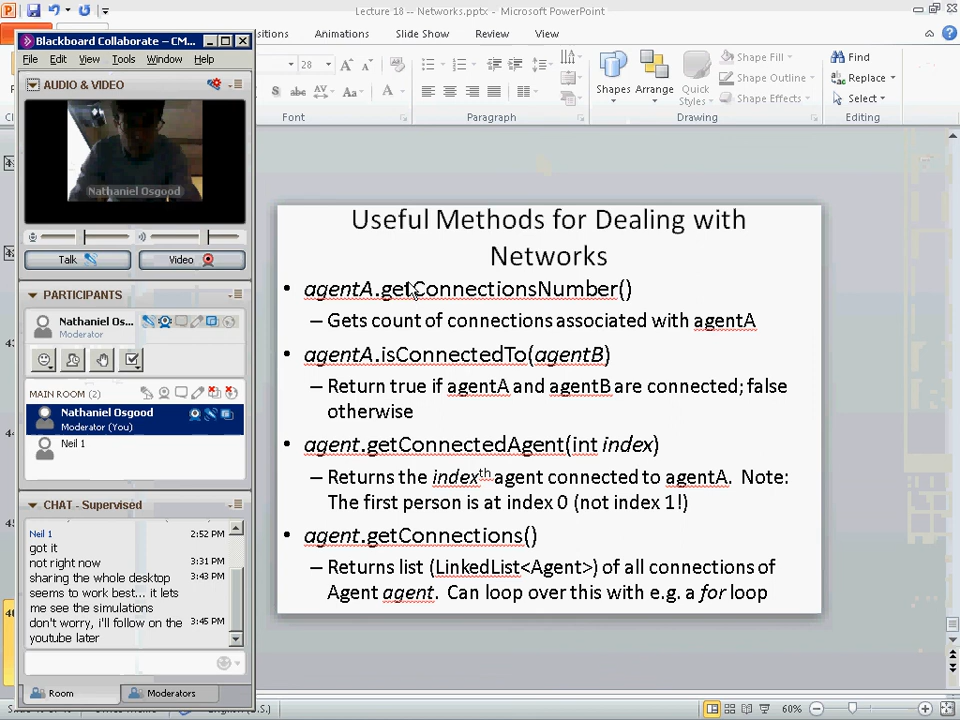 Lecture 18 -- Networks.pptx - Microsoft PowerPoint
Blackboard Collaborate – CM...
sitions Animations Slide Show Review View
File Edit View Tools Window Help
AUDIO & VIDEO
Nathaniel Osgood
Talk Video
PARTICIPANTS
Nathaniel Os...
Moderator
MAIN ROOM (2)
Nathaniel Osgood
Moderator (You)
Neil 1
CHAT - Supervised
Neil 1 2:52 PM
got it
not right now 3:31 PM
sharing the whole desktop 3:43 PM
seems to work best... it lets
me see the simulations
don't worry, i'll follow on the 3:45 PM
youtube later
Room Moderators
28
Font Paragraph Drawing Editing
Shapes Arrange Quick
Styles
Shape Fill
Shape Outline
Shape Effects
Find
Replace
Select
Useful Methods for Dealing with
Networks
• agentA.getConnectionsNumber()
– Gets count of connections associated with agentA
• agentA.isConnectedTo(agentB)
– Return true if agentA and agentB are connected; false
otherwise
• agent.getConnectedAgent(int index)
– Returns the indexth agent connected to agentA. Note:
The first person is at index 0 (not index 1!)
• agent.getConnections()
– Returns list (LinkedList<Agent>) of all connections of
Agent agent. Can loop over this with e.g. a for loop
60%